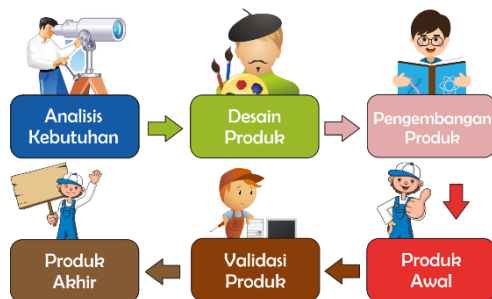 Analisis
Kebutuhan
Desain
Produk
Pengembangan
Produk
Produk
Awal
Validasi
Produk
Produk
Akhir